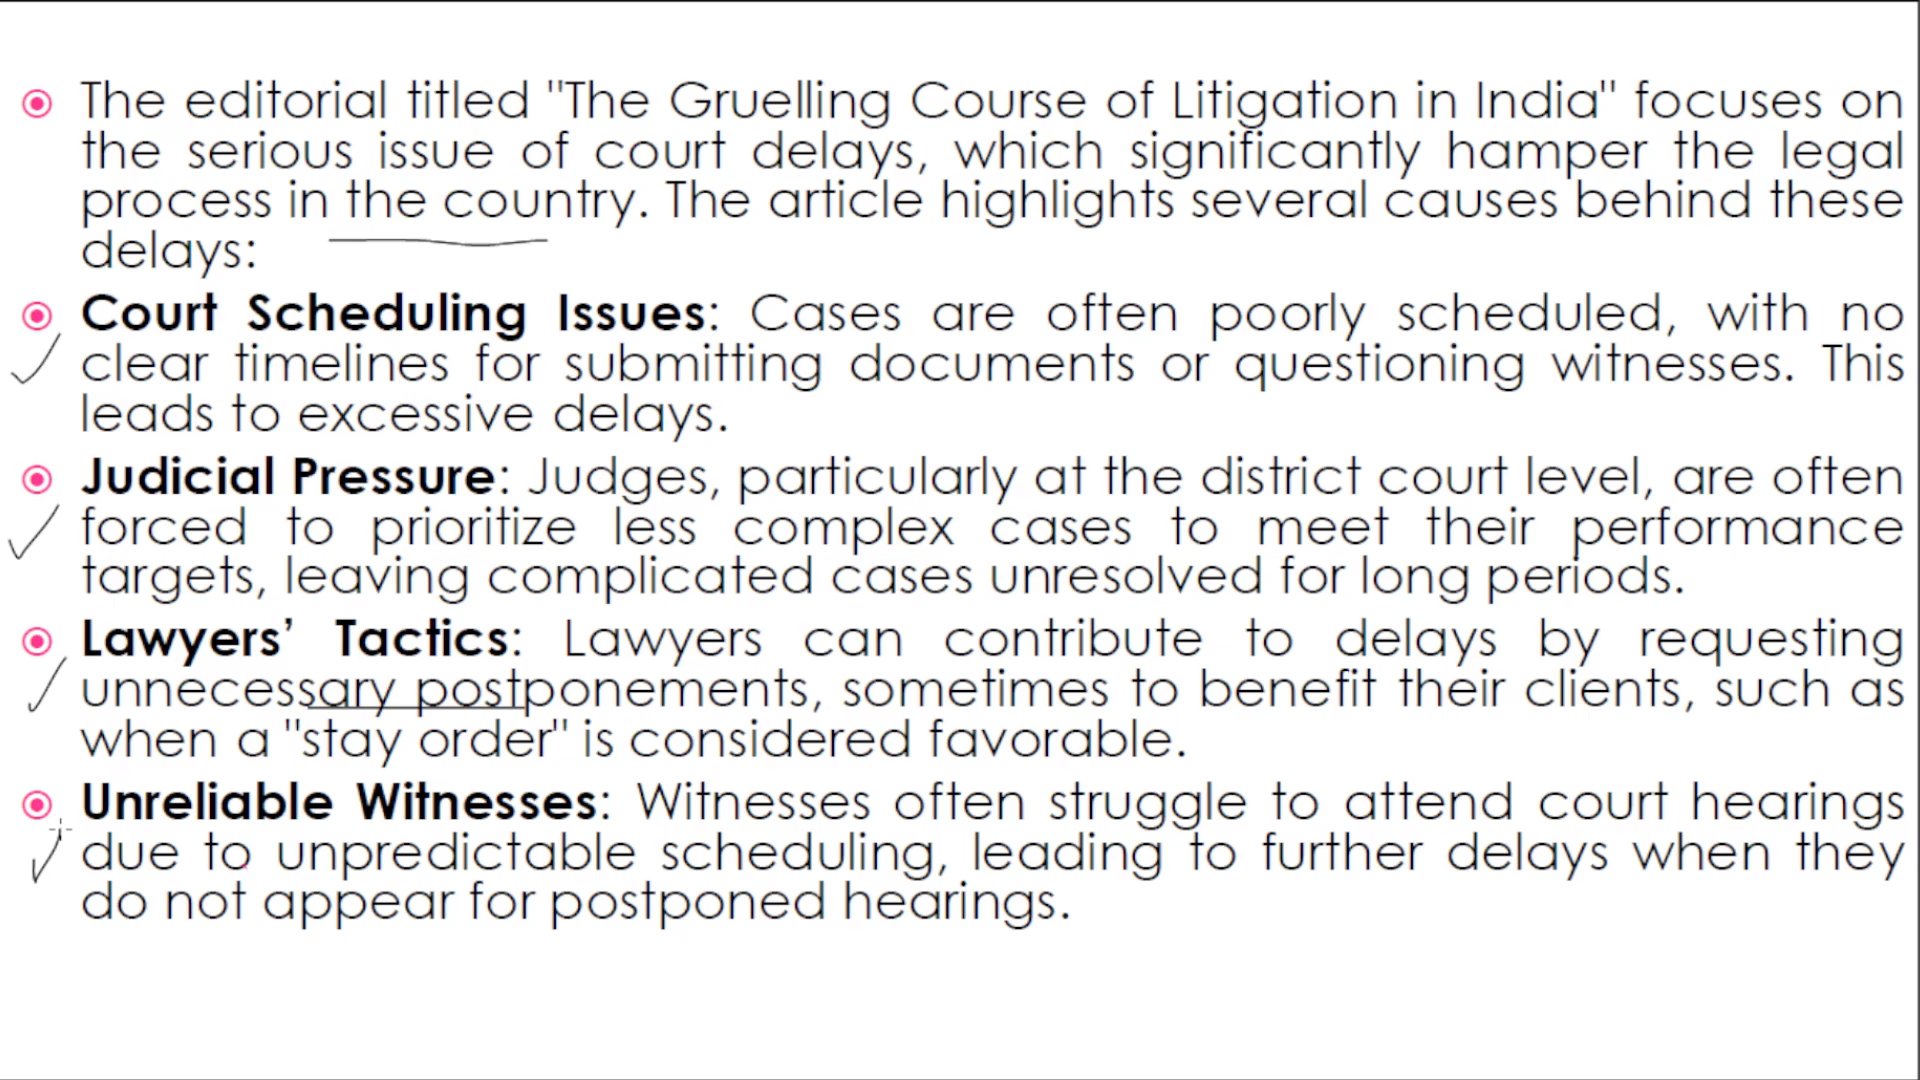 The editorial titled "The Gruelling Course of Litigation in India" focuses on
the serious issue of court delays, which significantly hamper the legal
process in the country. The article highlights several causes behind these
delays:
Court Scheduling Issues: Cases are often poorly scheduled, with no
clear timelines for submitting documents or questioning witnesses. This
leads to excessive delays.
Judicial Pressure: Judges, particularly at the district court level, are often
forced to prioritize less complex cases to meet their performance
targets, leaving complicated cases unresolved for long periods.
Lawyers’ Tactics: Lawyers can contribute to delays by requesting
unnecessary postponements, sometimes to benefit their clients, such as
when a "stay order" is considered favorable.
Unreliable Witnesses: Witnesses often struggle to attend court hearings
due to unpredictable scheduling, leading to further delays when they
do not appear for postponed hearings.